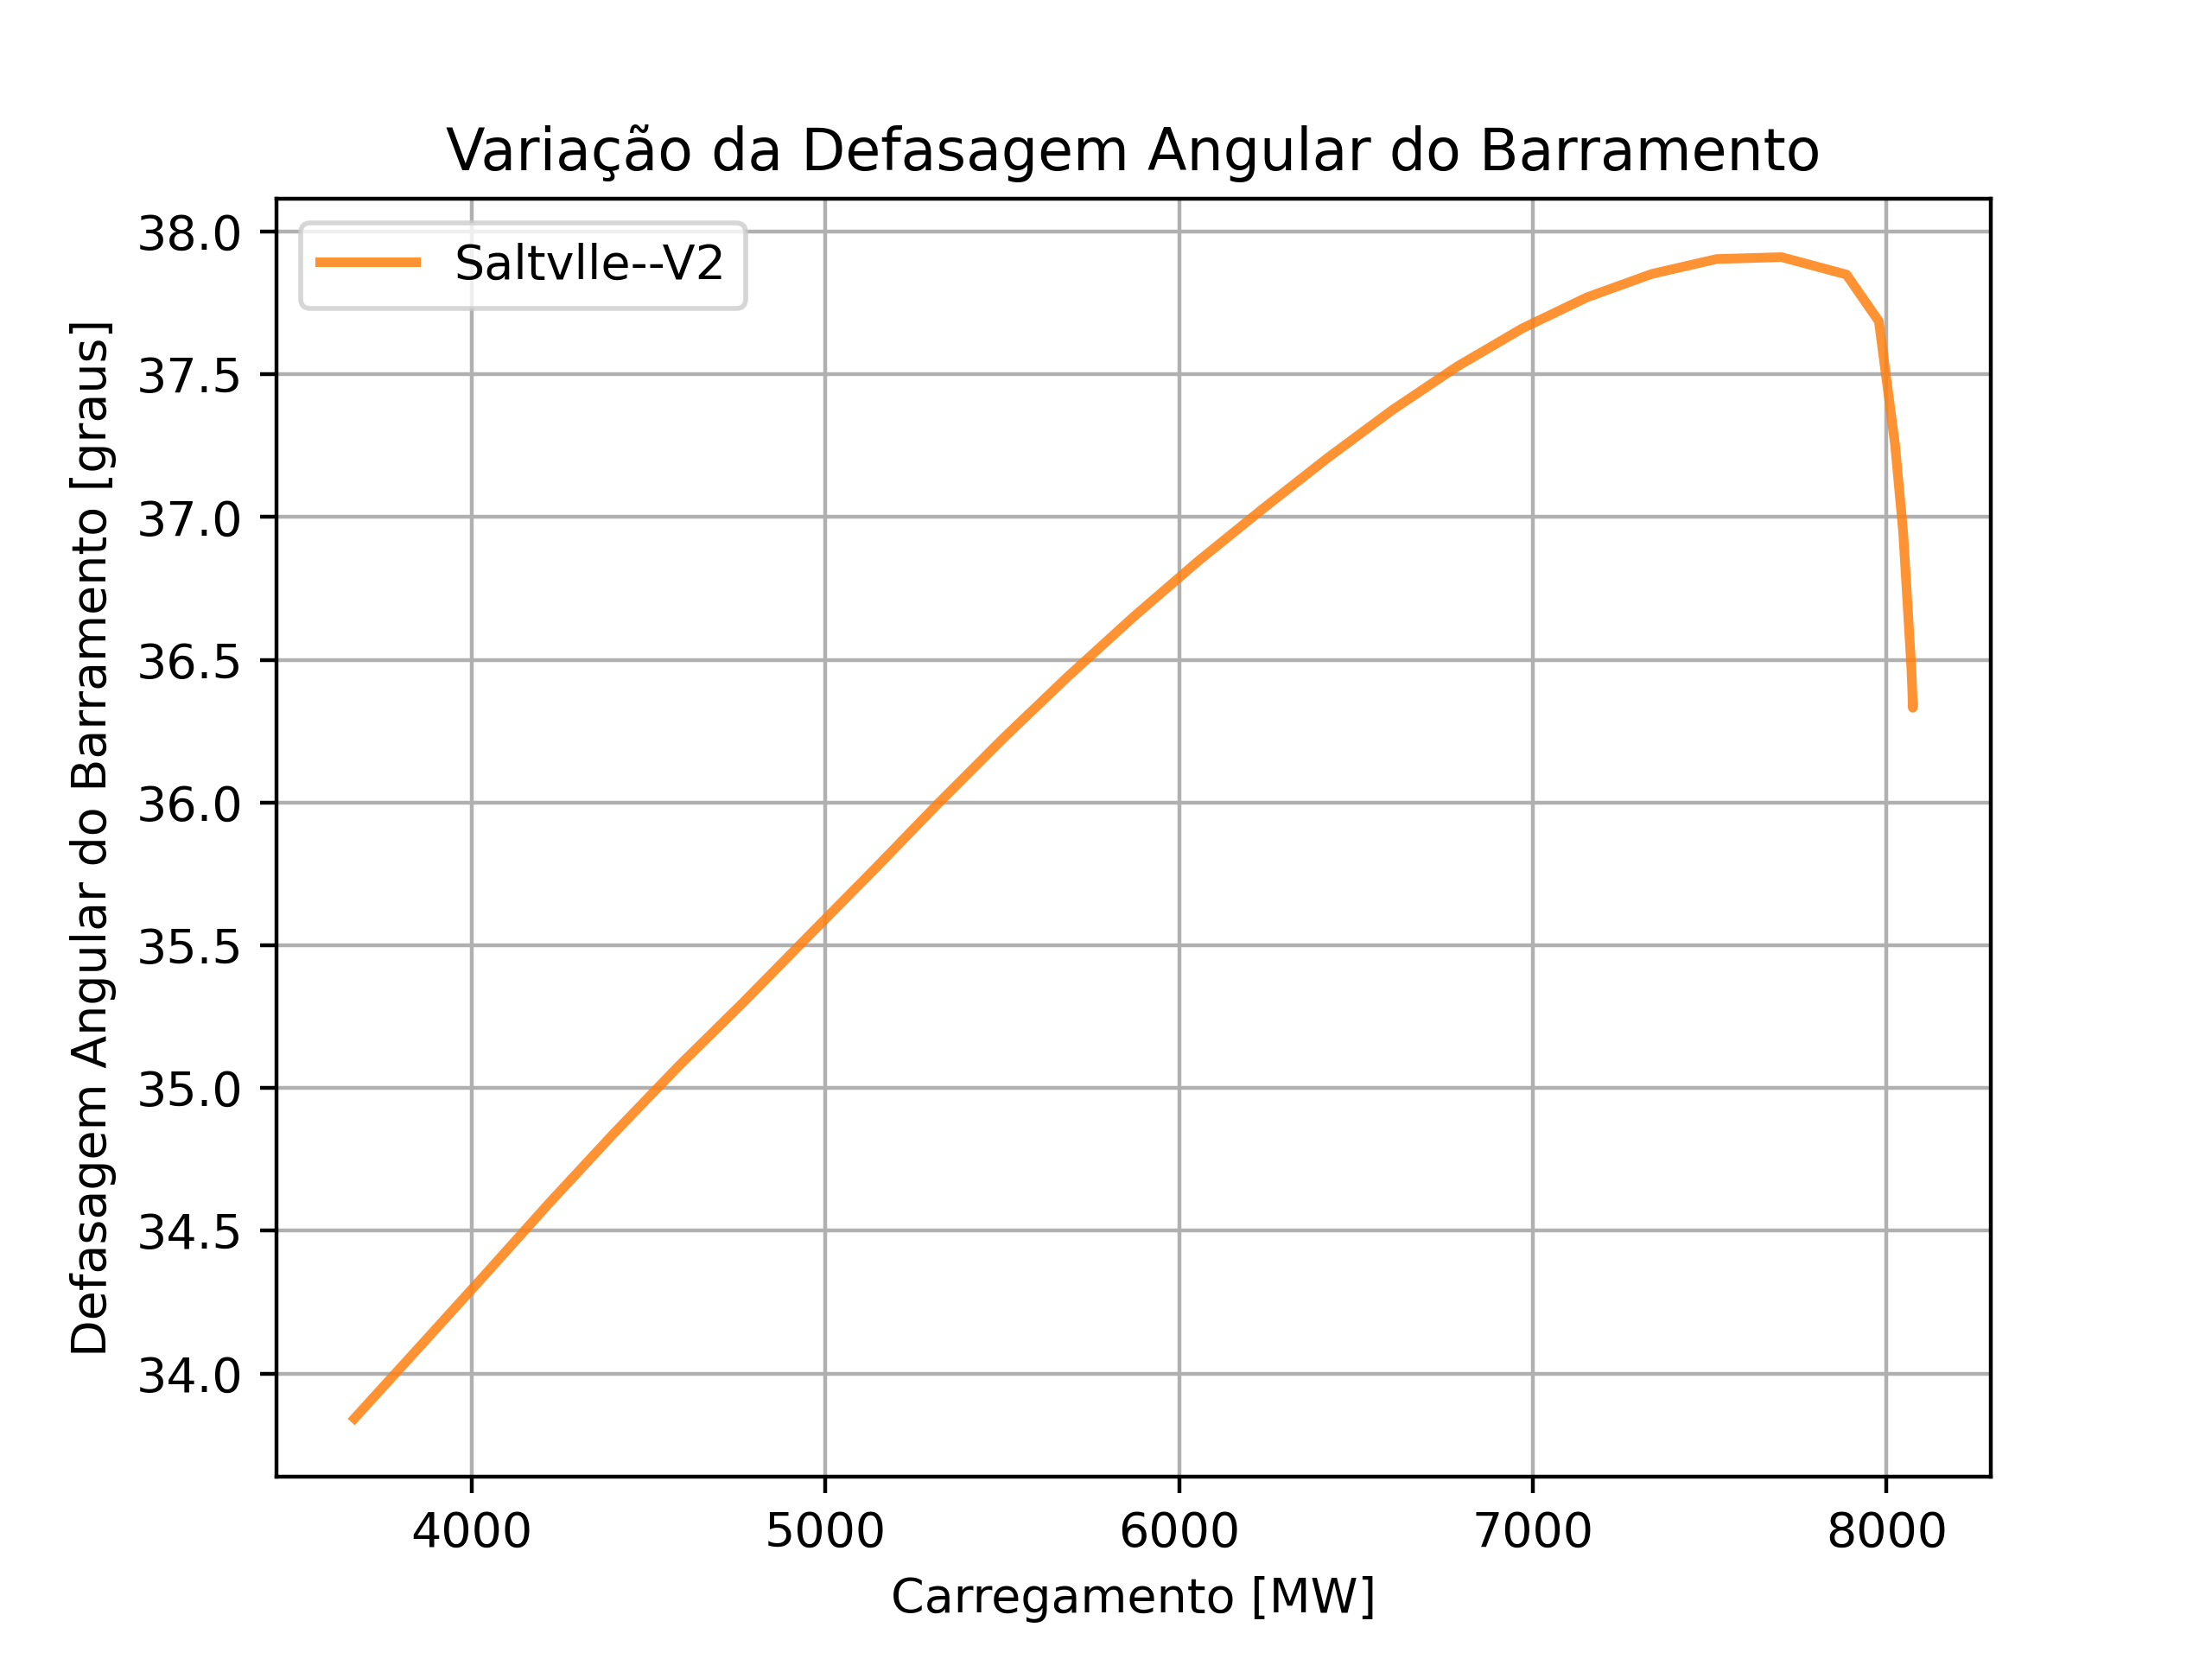 Variação da Defasagem Angular do Barramento
Saltvlle--V2
Defasagem Angular do Barramento [graus]
38.0
37.5
37.0
36.5
36.0
35.5
35.0
34.5
34.0
4000 5000 6000 7000 8000
Carregamento [MW]